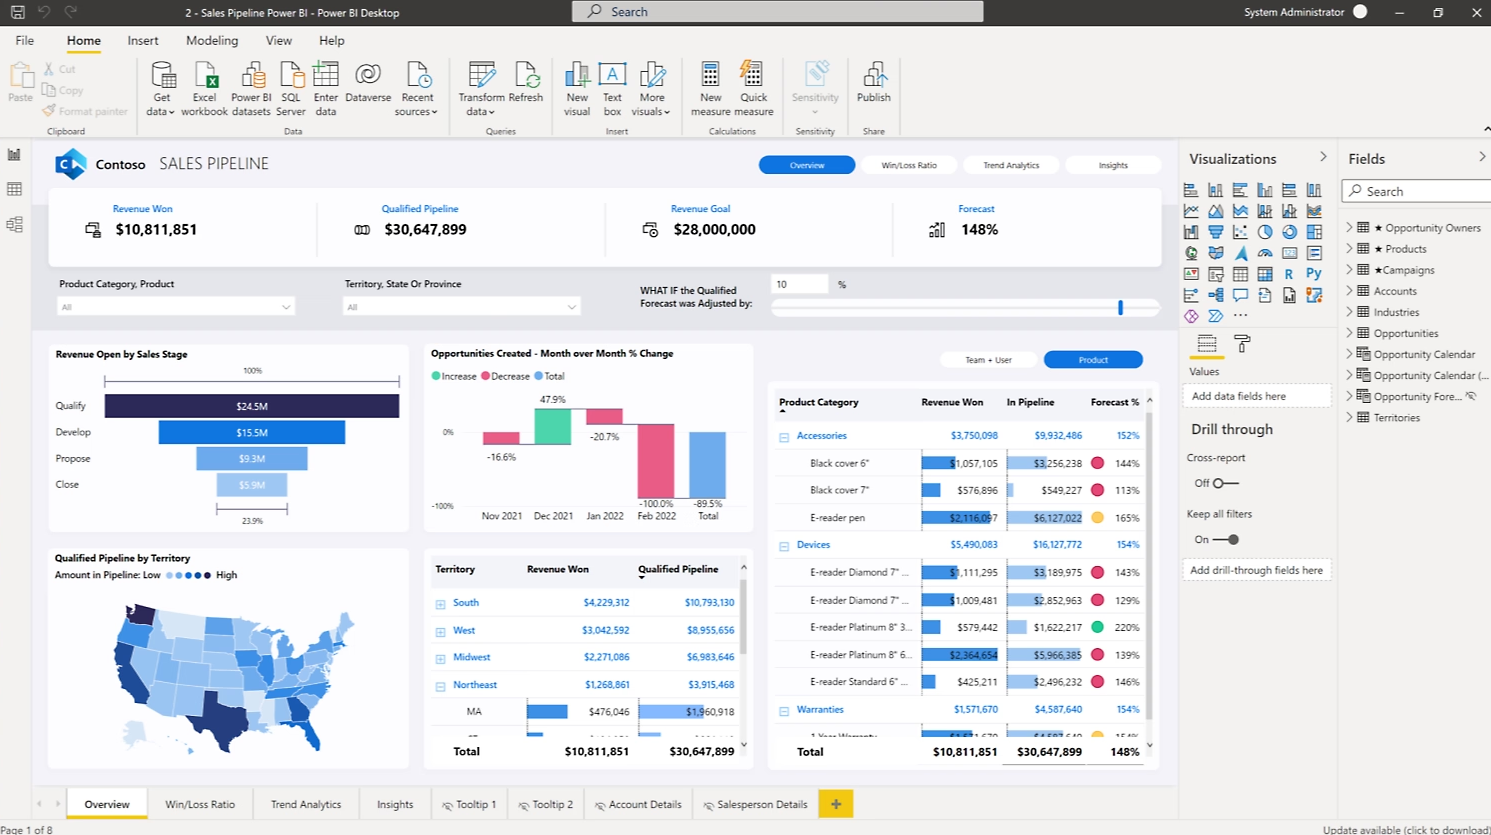 2 - Sales Pipeline Power BI - Power BI Desktop
Search
System Administrator
File Home Insert Modeling View Help
Paste
Cut
Copy
Format painter
Clipboard
Get data
Excel workbook
Power BI datasets
SQL Server
Enter data
Dataverse
Recent sources
Data
Transform data
Refresh
Queries
New visual
Text box
More visuals
Insert
New measure
Quick measure
Calculations
Sensitivity
Sensitivity
Publish
Share
Contoso SALES PIPELINE
Overview Win/Loss Ratio Trend Analytics Insights
Revenue Won
$10,811,851
Qualified Pipeline
$30,647,899
Revenue Goal
$28,000,000
Forecast
148%
Product Category, Product
All
Territory, State Or Province
All
WHAT IF the Qualified
Forecast was Adjusted by:
10 %
Revenue Open by Sales Stage
100%
Qualify $24.5M
Develop $15.5M
Propose $9.3M
Close $5.9M
23.9%
Opportunities Created - Month over Month % Change
Increase Decrease Total
47.9%
0%
-20.7%
-16.6%
-100%
-100.0% -89.5%
Nov 2021 Dec 2021 Jan 2022 Feb 2022 Total
Team + User Product
Product Category Revenue Won In Pipeline Forecast %
Accessories $3,750,098 $9,932,486 152%
Black cover 6" $1,057,105 $3,256,238 144%
Black cover 7" $576,896 $549,227 113%
E-reader pen $2,116,097 $6,127,022 165%
Devices $5,490,083 $16,127,772 154%
E-reader Diamond 7" ... $1,111,295 $3,189,975 143%
E-reader Diamond 7" ... $1,009,481 $2,852,963 129%
E-reader Platinum 8" 3... $579,442 $1,622,217 220%
E-reader Platinum 8" 6... $2,364,654 $5,966,385 139%
E-reader Standard 6" ... $425,211 $2,496,232 146%
Warranties $1,571,670 $4,587,640 154%
1 Year Warranty $1,571,670 $4,587,640 154%
Total $10,811,851 $30,647,899 148%
Qualified Pipeline by Territory
Amount in Pipeline: Low High
Territory Revenue Won Qualified Pipeline
South $4,229,312 $10,793,130
West $3,042,592 $8,955,656
Midwest $2,271,086 $6,983,646
Northeast $1,268,861 $3,915,468
MA $476,046 $1,960,918
Total $10,811,851 $30,647,899
Visualizations
R Py
Values
Add data fields here
Drill through
Cross-report
Off
Keep all filters
On
Add drill-through fields here
Fields
Search
★ Opportunity Owners
★ Products
★Campaigns
Accounts
Industries
Opportunities
Opportunity Calendar
Opportunity Calendar (...
Opportunity Fore...
Territories
Overview Win/Loss Ratio Trend Analytics Insights Tooltip 1 Tooltip 2 Account Details Salesperson Details +
Page 1 of 8
Update available (click to download)